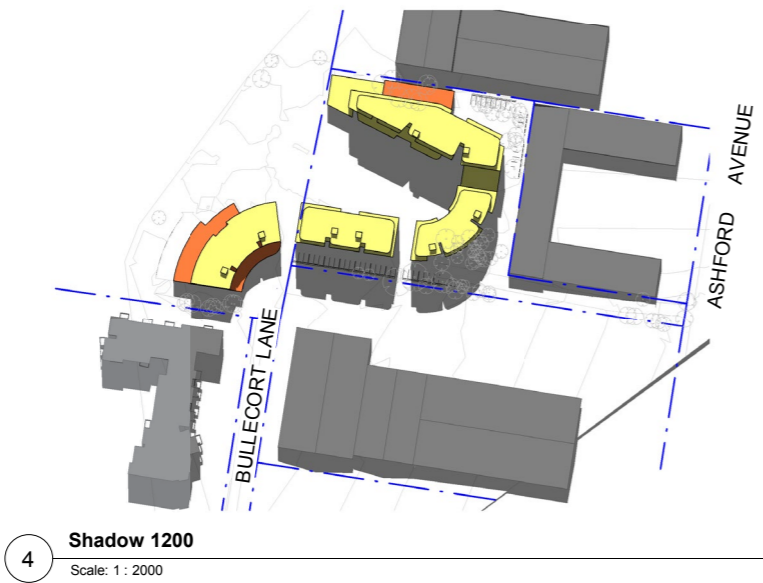 AVENUE
ASHFORD
BULLECORT LANE
4
Shadow 1200
Scale: 1 : 2000